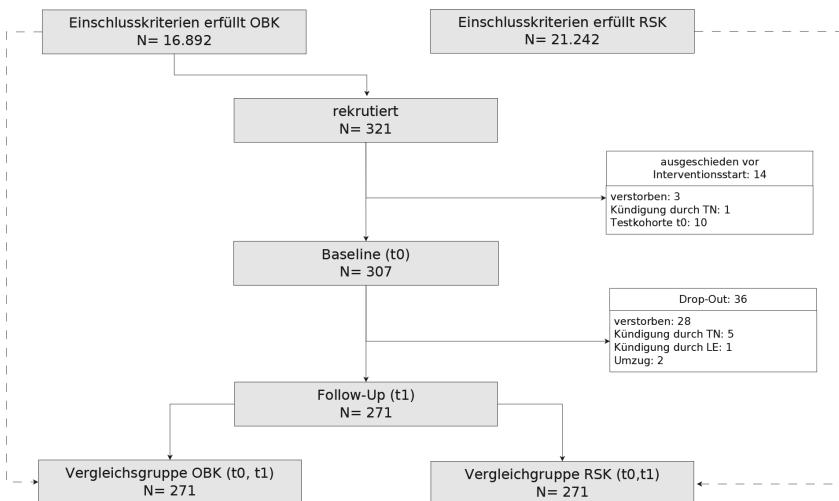 Einschlusskriterien erfüllt OBK
N= 16.892
Einschlusskriterien erfüllt RSK
N= 21.242
rekrutiert
N= 321
ausgeschieden vor
Interventionsstart: 14
verstorben: 3
Kündigung durch TN: 1
Testkohorte t0: 10
Baseline (t0)
N= 307
Drop-Out: 36
verstorben: 28
Kündigung durch TN: 5
Kündigung durch LE: 1
Umzug: 2
Follow-Up (t1)
N= 271
Vergleichsgruppe OBK (t0, t1)
N= 271
Vergleichgruppe RSK (t0,t1)
N= 271